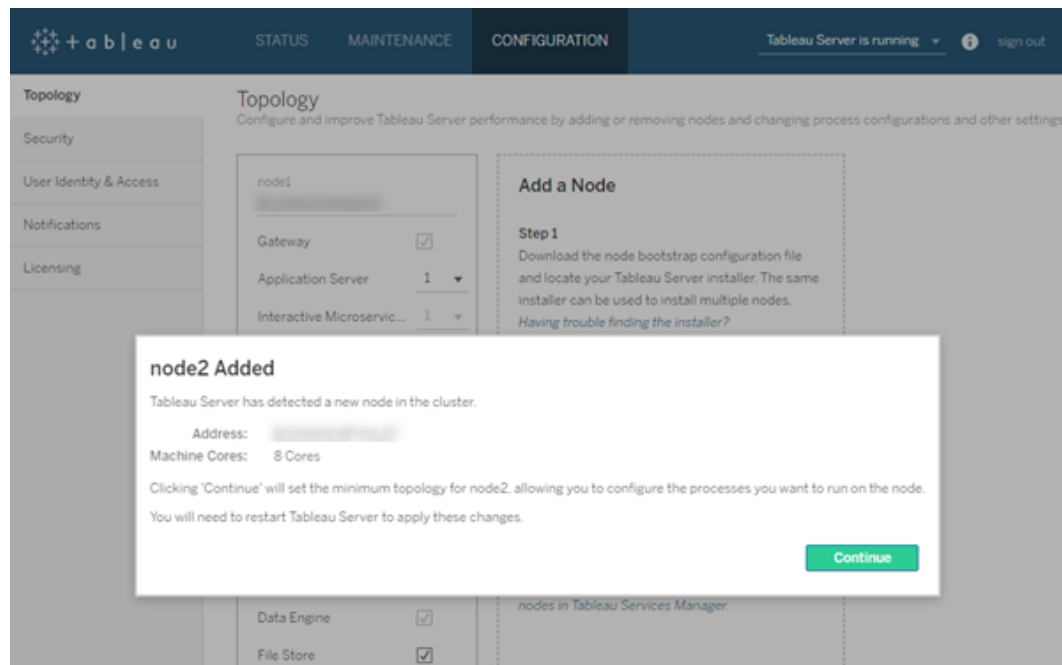 +ableau
STATUS
MAINTENANCE
CONFIGURATION
Tableau Server is running
i
sign out
Topology
Security
User Identity & Access
Notifications
Licensing
Topology
Configure and improve Tableau Server performance by adding or removing nodes and changing process configurations and other settings
node1
Gateway
Application Server 1
Interactive Microservic... 1
Add a Node
Step 1
Download the node bootstrap configuration file
and locate your Tableau Server installer. The same
installer can be used to install multiple nodes.
Having trouble finding the installer?
node2 Added
Tableau Server has detected a new node in the cluster.
Address:
Machine Cores: 8 Cores
Clicking 'Continue' will set the minimum topology for node2, allowing you to configure the processes you want to run on the node.
You will need to restart Tableau Server to apply these changes.
Continue
nodes in Tableau Services Manager.
Data Engine
File Store